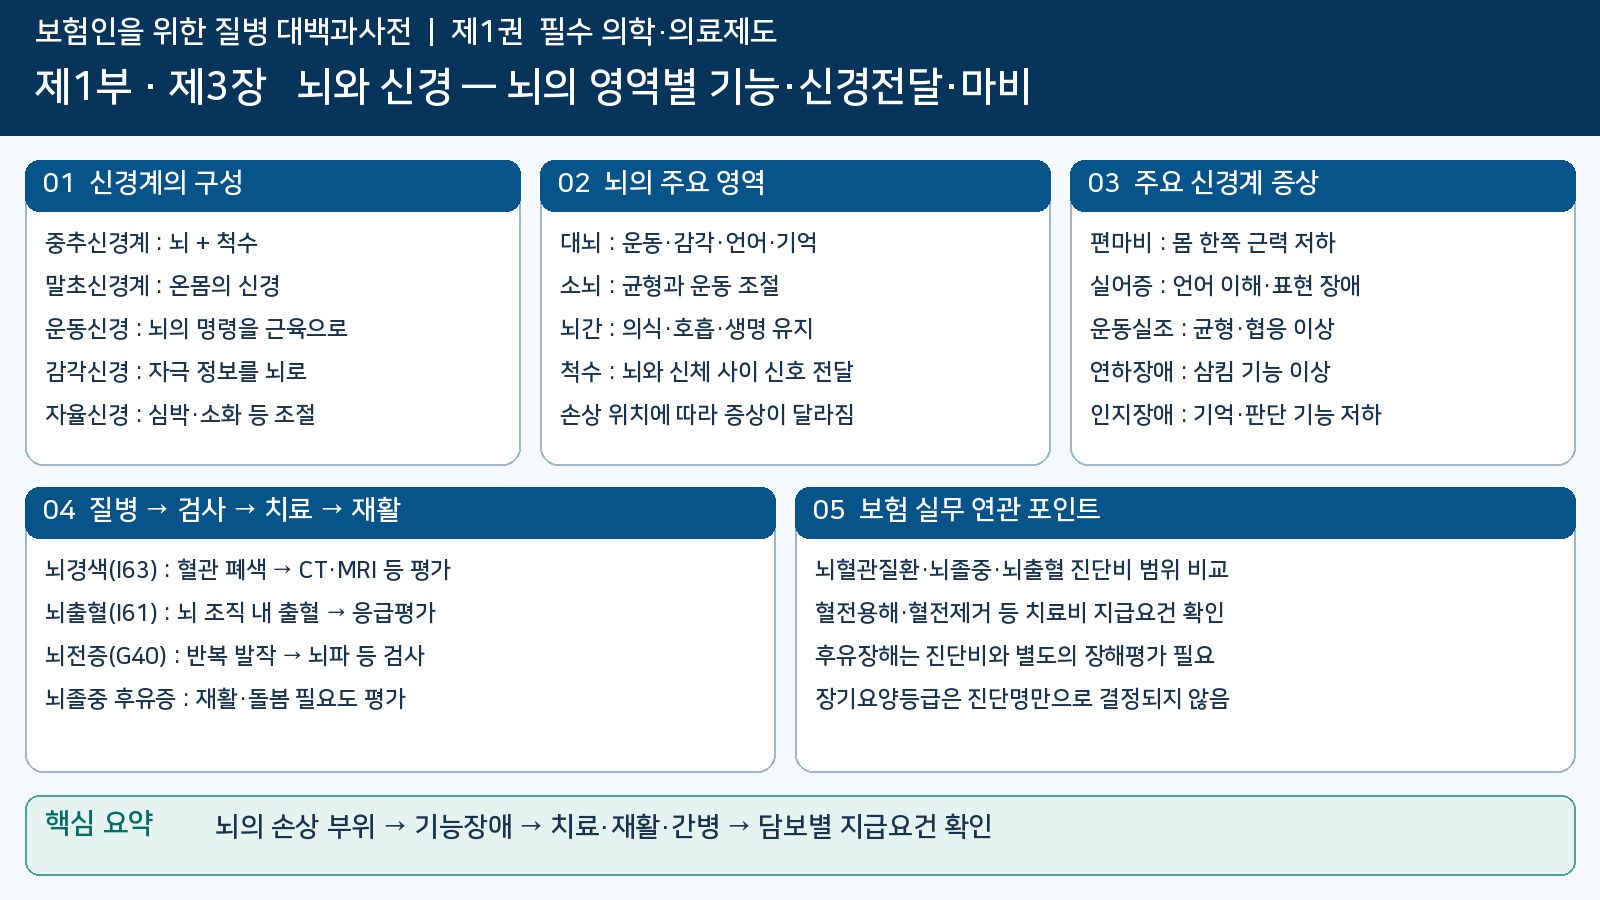 보험인을 위한 질병 대백과사전 | 제1권 필수 의학·의료제도
제1부 · 제3장 뇌와 신경 — 뇌의 영역별 기능·신경전달·마비
01 신경계의 구성
중추신경계 : 뇌 + 척수
말초신경계 : 온몸의 신경
운동신경 : 뇌의 명령을 근육으로
감각신경 : 자극 정보를 뇌로
자율신경 : 심박·소화 등 조절
02 뇌의 주요 영역
대뇌 : 운동·감각·언어·기억
소뇌 : 균형과 운동 조절
뇌간 : 의식·호흡·생명 유지
척수 : 뇌와 신체 사이 신호 전달
손상 위치에 따라 증상이 달라짐
03 주요 신경계 증상
편마비 : 몸 한쪽 근력 저하
실어증 : 언어 이해·표현 장애
운동실조 : 균형·협응 이상
연하장애 : 삼킴 기능 이상
인지장애 : 기억·판단 기능 저하
04 질병 → 검사 → 치료 → 재활
뇌경색(I63) : 혈관 폐색 → CT·MRI 등 평가
뇌출혈(I61) : 뇌 조직 내 출혈 → 응급평가
뇌전증(G40) : 반복 발작 → 뇌파 등 검사
뇌졸중 후유증 : 재활·돌봄 필요도 평가
05 보험 실무 연관 포인트
뇌혈관질환·뇌졸중·뇌출혈 진단비 범위 비교
혈전용해·혈전제거 등 치료비 지급요건 확인
후유장해는 진단비와 별도의 장해평가 필요
장기요양등급은 진단명만으로 결정되지 않음
핵심 요약 뇌의 손상 부위 → 기능장애 → 치료·재활·간병 → 담보별 지급요건 확인